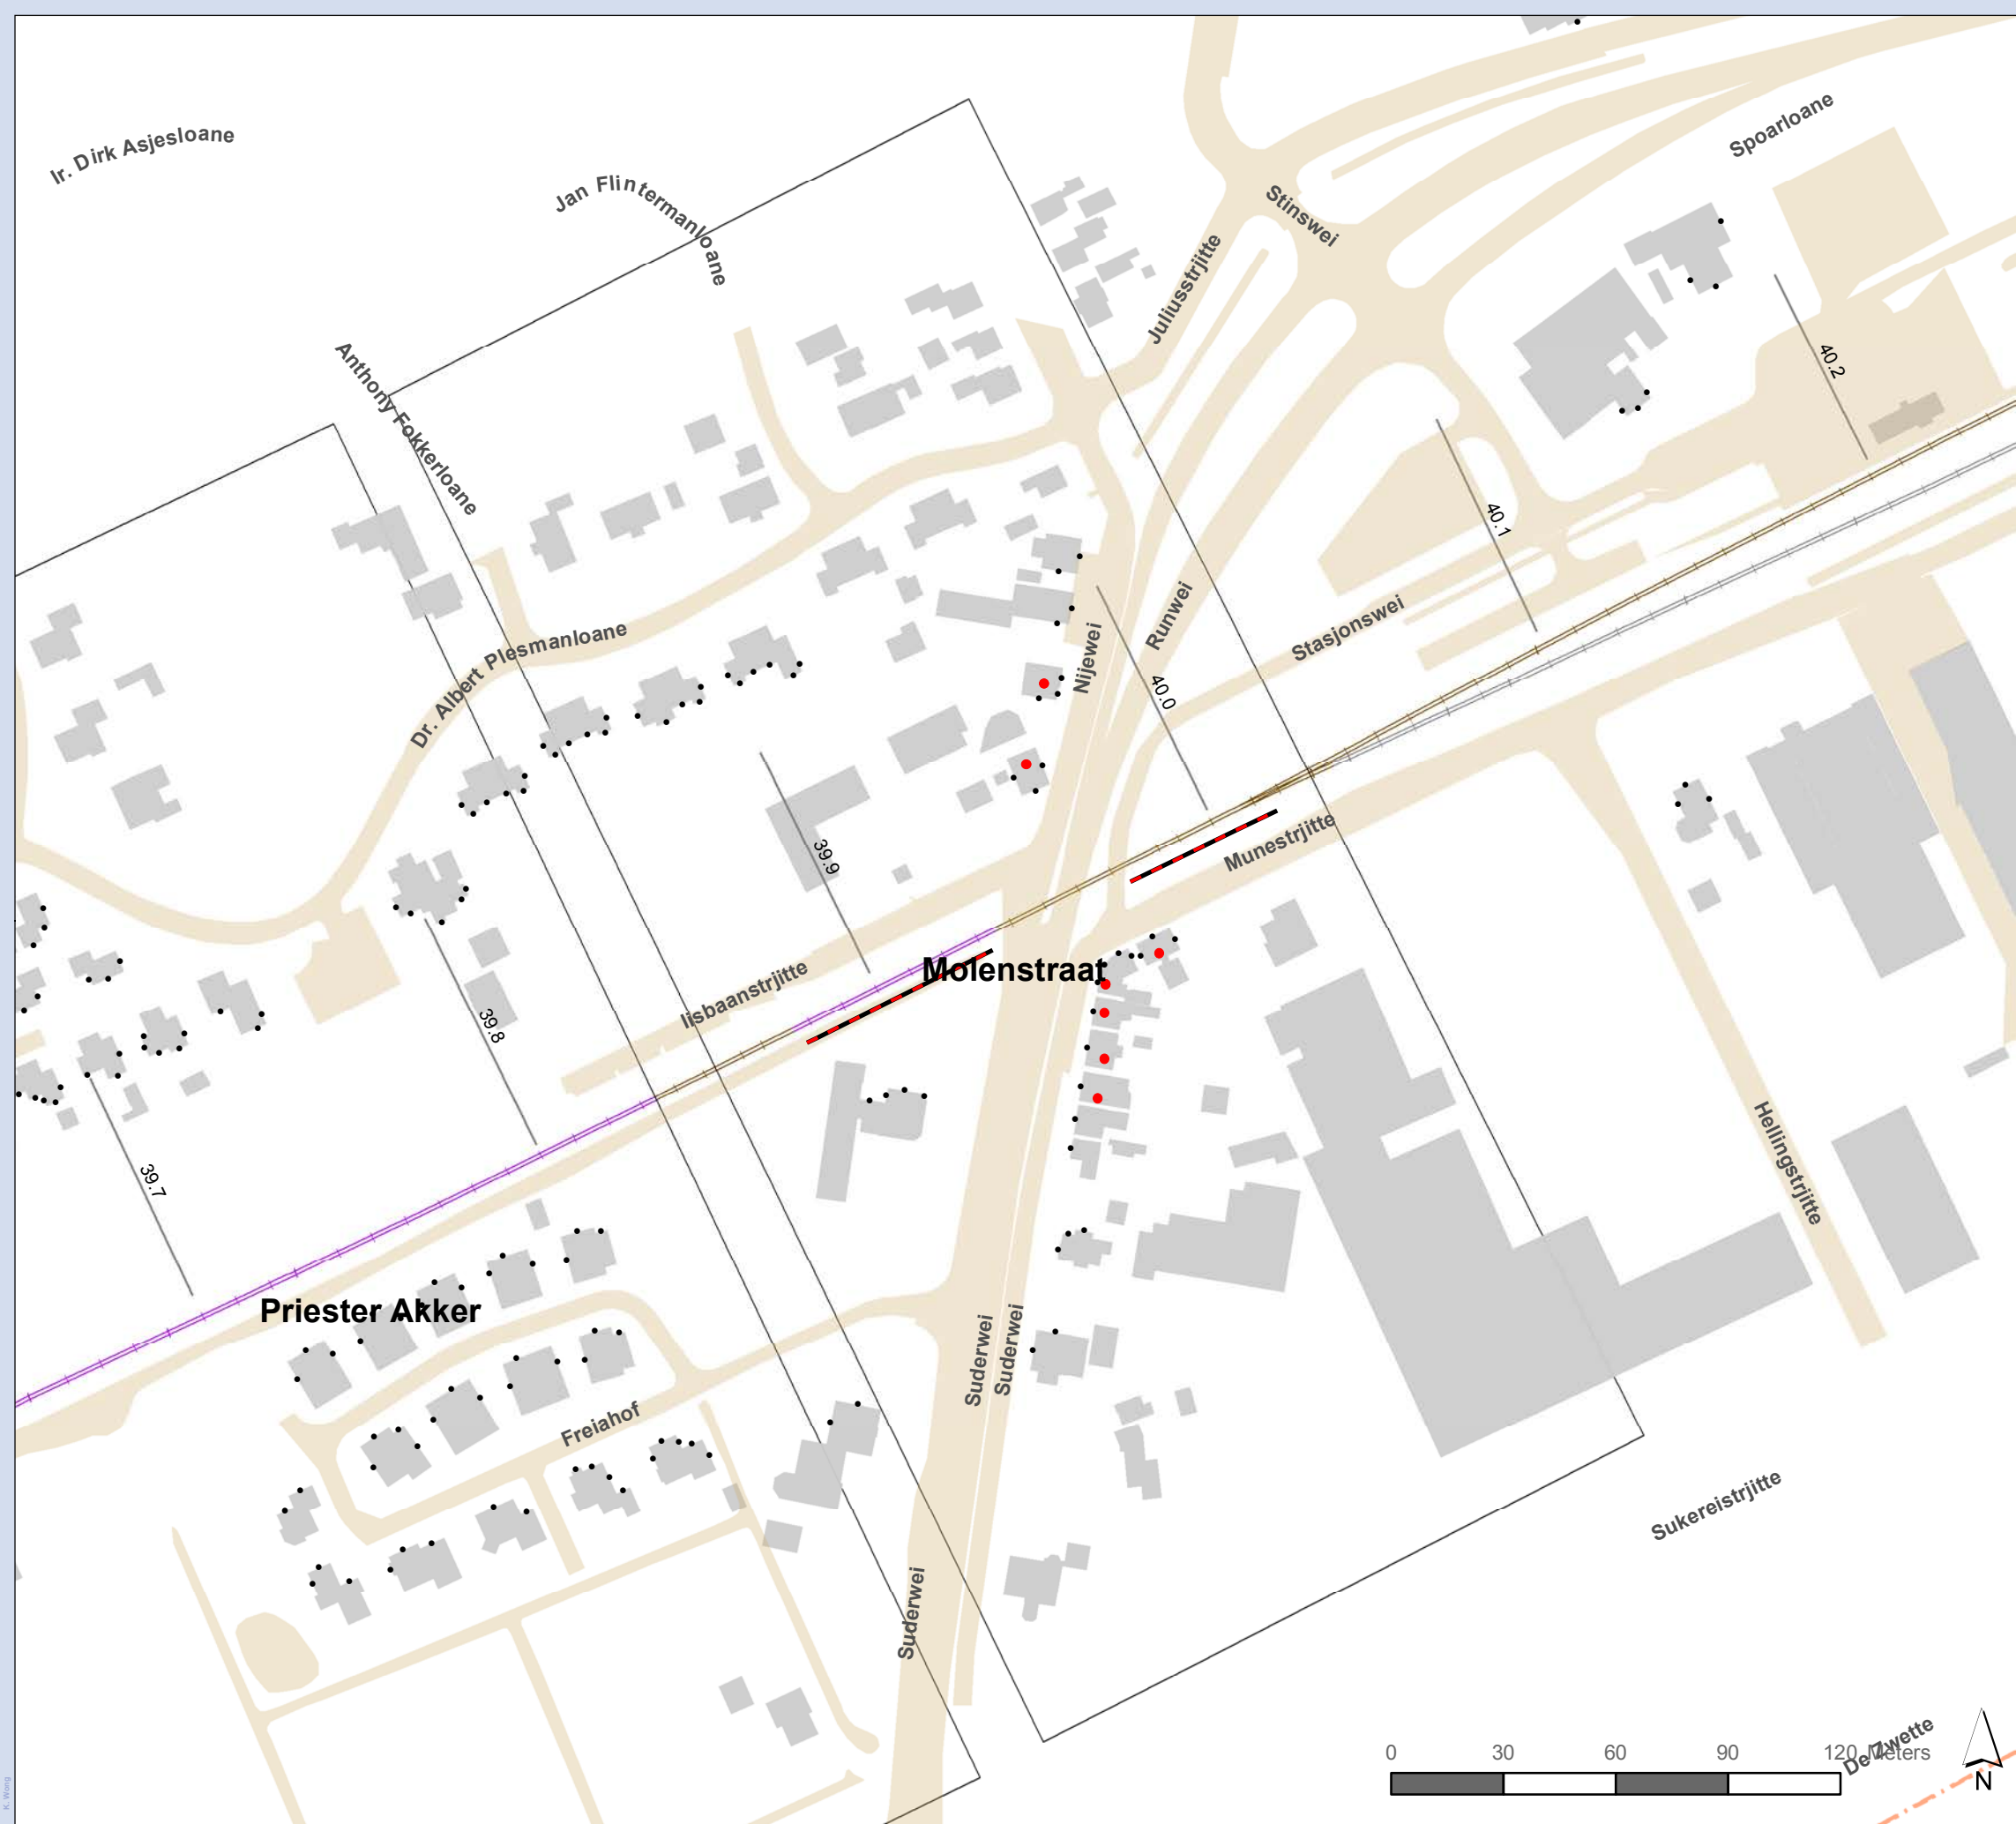 Ir. Dirk Asjesloane
Jan Flintermanloane
Spoarloane
Stinswei
Juliusstrjitte
Anthony Fokkerloane
40.2
40.1
Dr. Albert Plesmanloane
Runwei
Stasjonswei
Nijewei
40.0
39.9
Munestrjitte
Molenstraat
Iisbaanstrjitte
39.8
39.7
Hellingstrjitte
Priester Akker
Suderwei
Suderwei
Freiahof
Sukereistrjitte
Suderwei
De Zwette
0 30 60 90 120 Meters
N
K. Wong